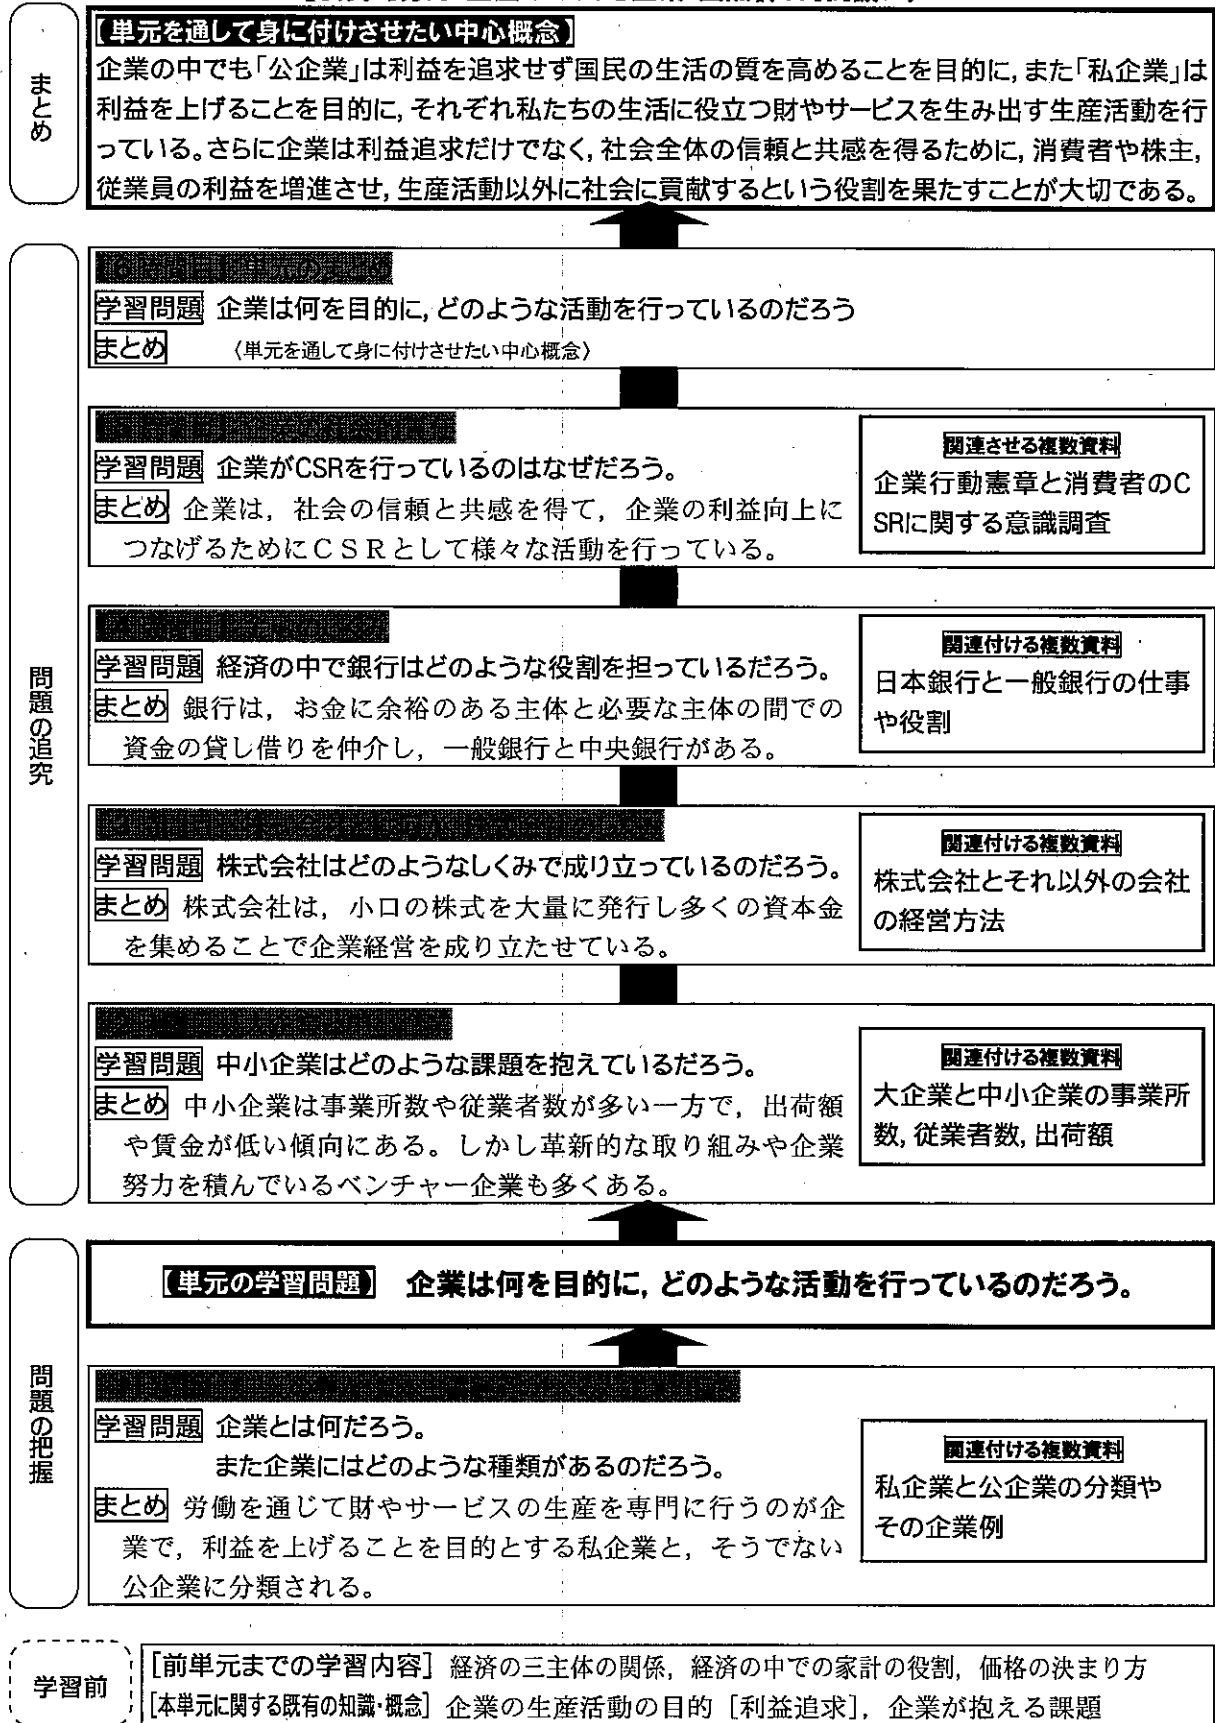 まとめ
【単元を通して身に付けさせたい中心概念】
企業の中でも「公企業」は利益を追求せず国民の生活の質を高めることを目的に,また「私企業」は
利益を上げることを目的に,それぞれ私たちの生活に役立つ財やサービスを生み出す生産活動を行
っている。さらに企業は利益追求だけでなく,社会全体の信頼と共感を得るために,消費者や株主,
従業員の利益を増進させ,生産活動以外に社会に貢献するという役割を果たすことが大切である。
問題の追究
学習問題 企業は何を目的に,どのような活動を行っているのだろう
まとめ 〈単元を通して身に付けさせたい中心概念〉
学習問題 企業がCSRを行っているのはなぜだろう。
まとめ 企業は,社会の信頼と共感を得て,企業の利益向上に
つなげるためにCSRとして様々な活動を行っている。
関連させる複数資料
企業行動憲章と消費者のC
SRに関する意識調査
学習問題 経済の中で銀行はどのような役割を担っているだろう。
まとめ 銀行は,お金に余裕のある主体と必要な主体の間での
資金の貸し借りを仲介し,一般銀行と中央銀行がある。
関連付ける複数資料
日本銀行と一般銀行の仕事
や役割
学習問題 株式会社はどのようなしくみで成り立っているのだろう。
まとめ 株式会社は,小口の株式を大量に発行し多くの資本金
を集めることで企業経営を成り立たせている。
関連付ける複数資料
株式会社とそれ以外の会社
の経営方法
学習問題 中小企業はどのような課題を抱えているだろう。
まとめ 中小企業は事業所数や従業者数が多い一方で,出荷額
や賃金が低い傾向にある。しかし革新的な取り組みや企業
努力を積んでいるベンチャー企業も多くある。
関連付ける複数資料
大企業と中小企業の事業所
数,従業者数,出荷額
【単元の学習問題】 企業は何を目的に,どのような活動を行っているのだろう。
問題の把握
学習問題 企業とは何だろう。
また企業にはどのような種類があるのだろう。
まとめ 労働を通じて財やサービスの生産を専門に行うのが企
業で,利益を上げることを目的とする私企業と,そうでない
公企業に分類される。
関連付ける複数資料
私企業と公企業の分類や
その企業例
学習前
[前単元までの学習内容] 経済の三主体の関係,経済の中での家計の役割,価格の決まり方
[本単元に関する既有の知識・概念] 企業の生産活動の目的[利益追求],企業が抱える課題